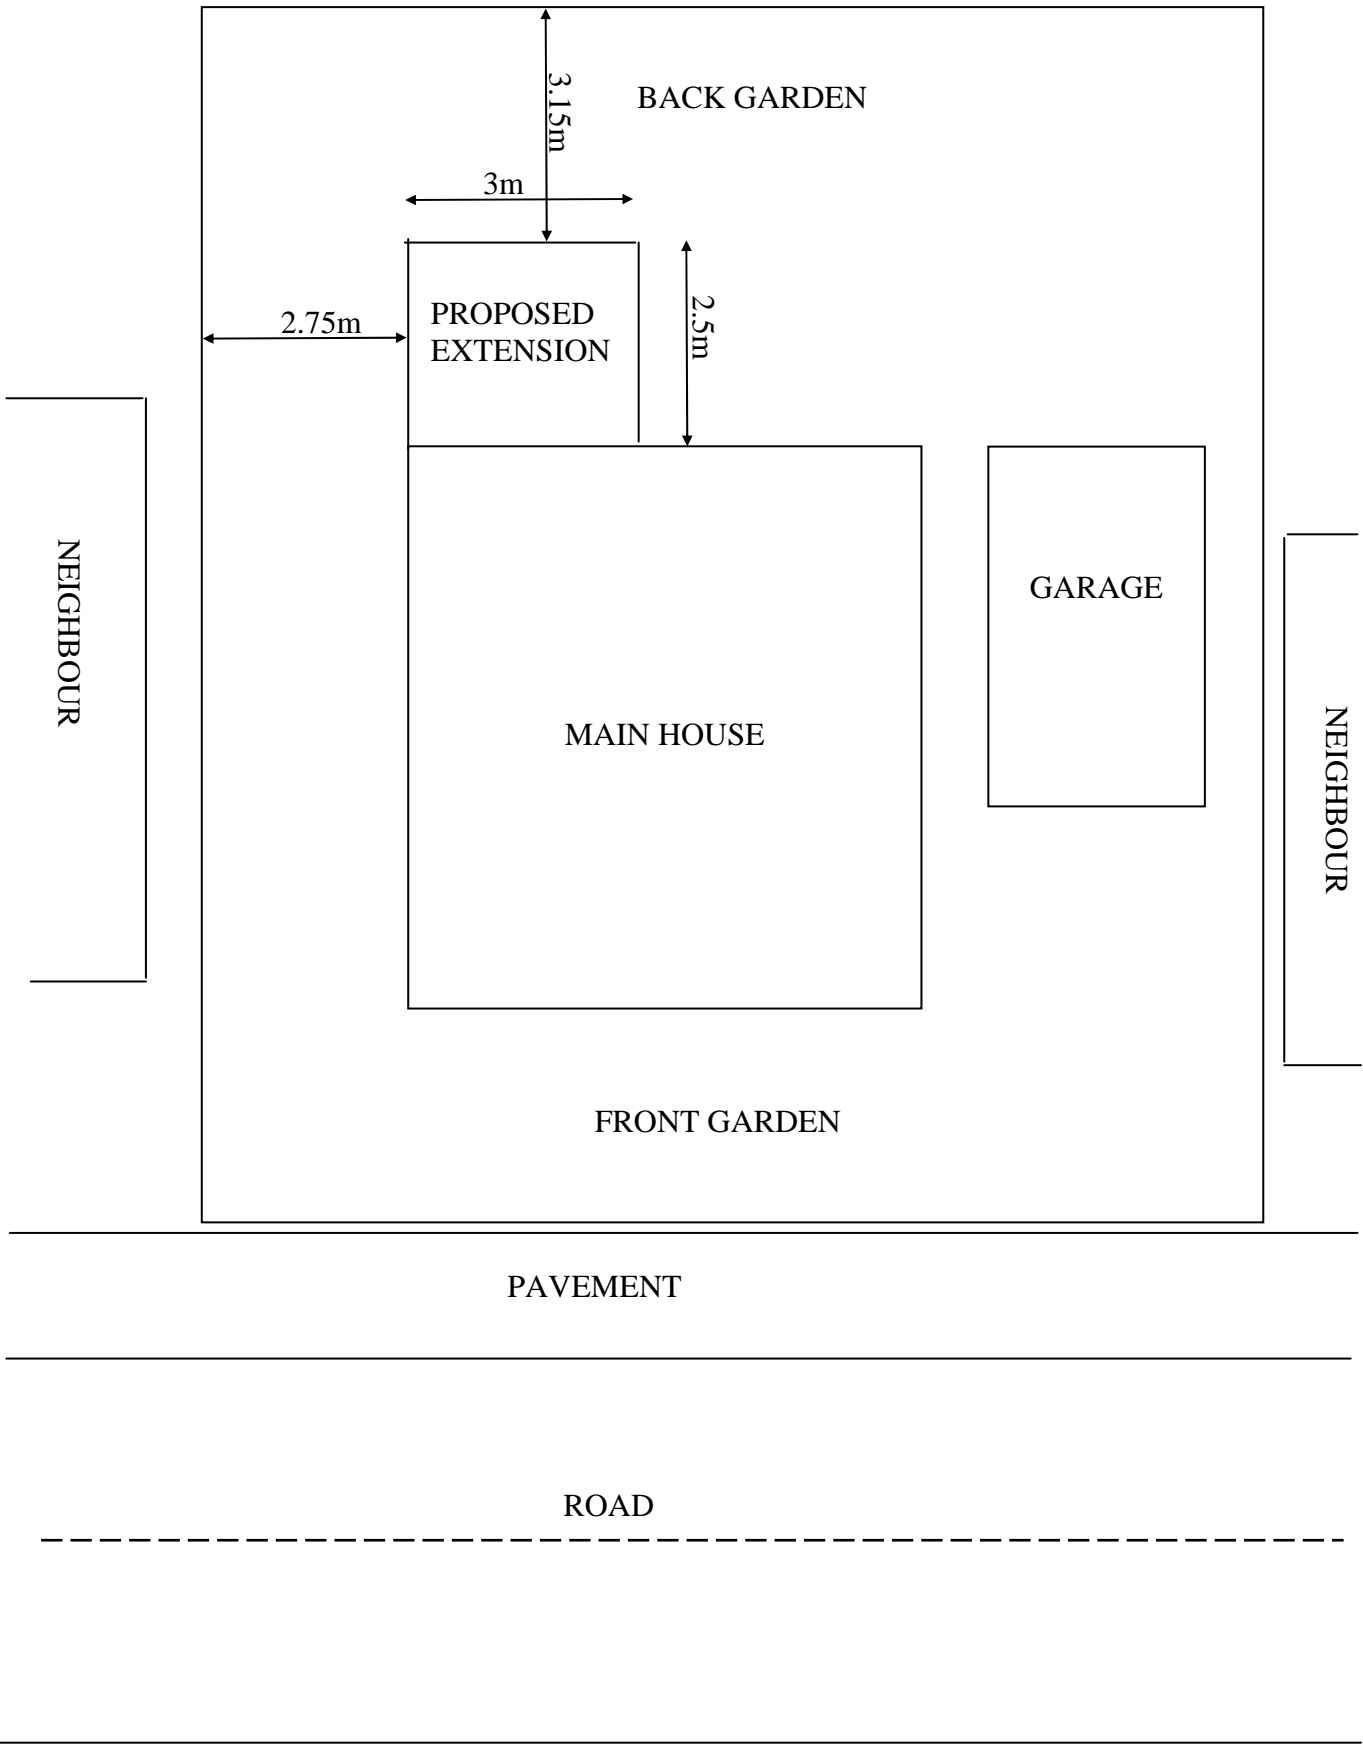 3.15m
BACK GARDEN
3m
2.75m
PROPOSED
EXTENSION
2.5m
NEIGHBOUR
GARAGE
MAIN HOUSE
NEIGHBOUR
FRONT GARDEN
PAVEMENT
ROAD